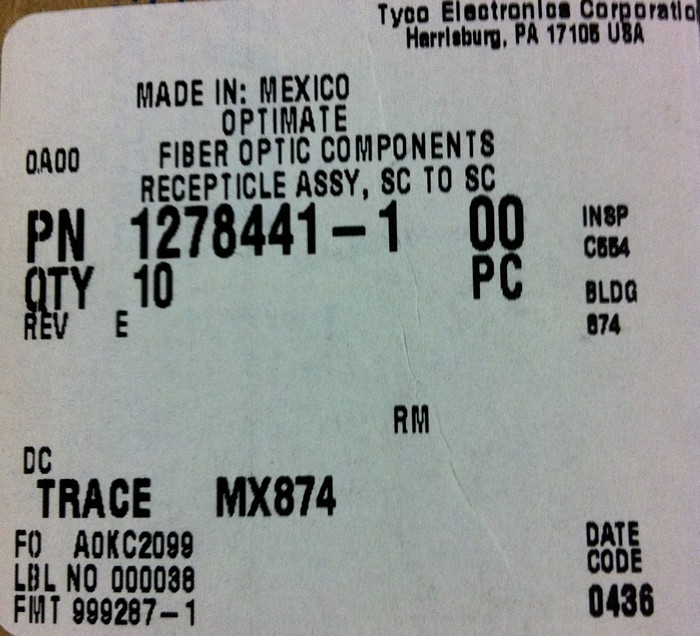 Tyco Electronics Corporatio
Harrisburg, PA 17105 USA
MADE IN: MEXICO
OPTIMATE
0A00 FIBER OPTIC COMPONENTS
RECEPTICLE ASSY, SC TO SC
PN 1278441-1 00 INSP
C554
QTY 10 PC BLDG
REV E 874
RM
DC
TRACE MX874
FO A0KC2099 DATE
LBL NO 000038 CODE
FMT 999287-1 0436